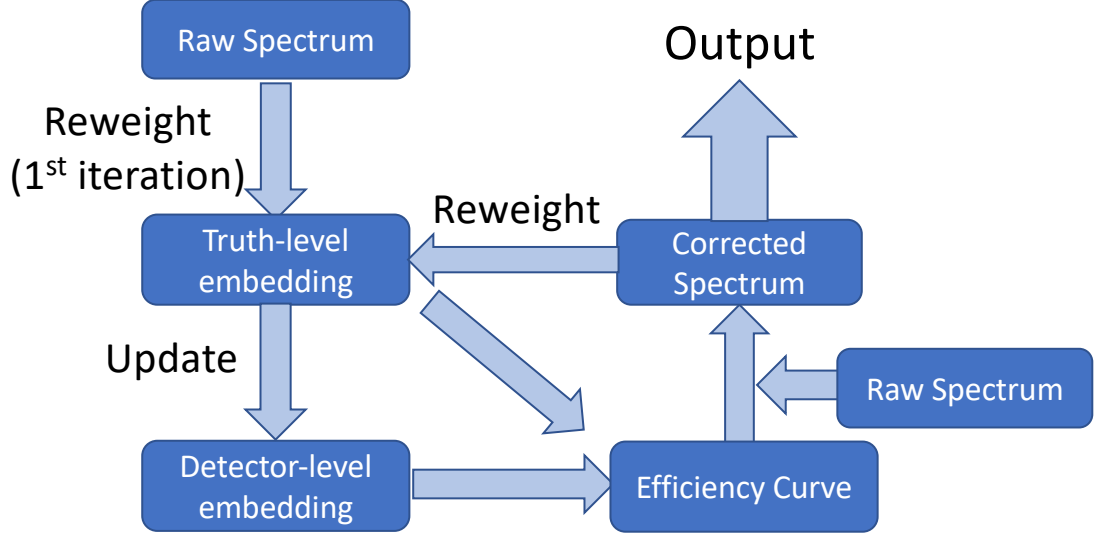 Raw Spectrum
Output
Reweight
(1st iteration)
Reweight
Truth-level
embedding
Corrected
Spectrum
Update
Raw Spectrum
Detector-level
embedding
Efficiency Curve